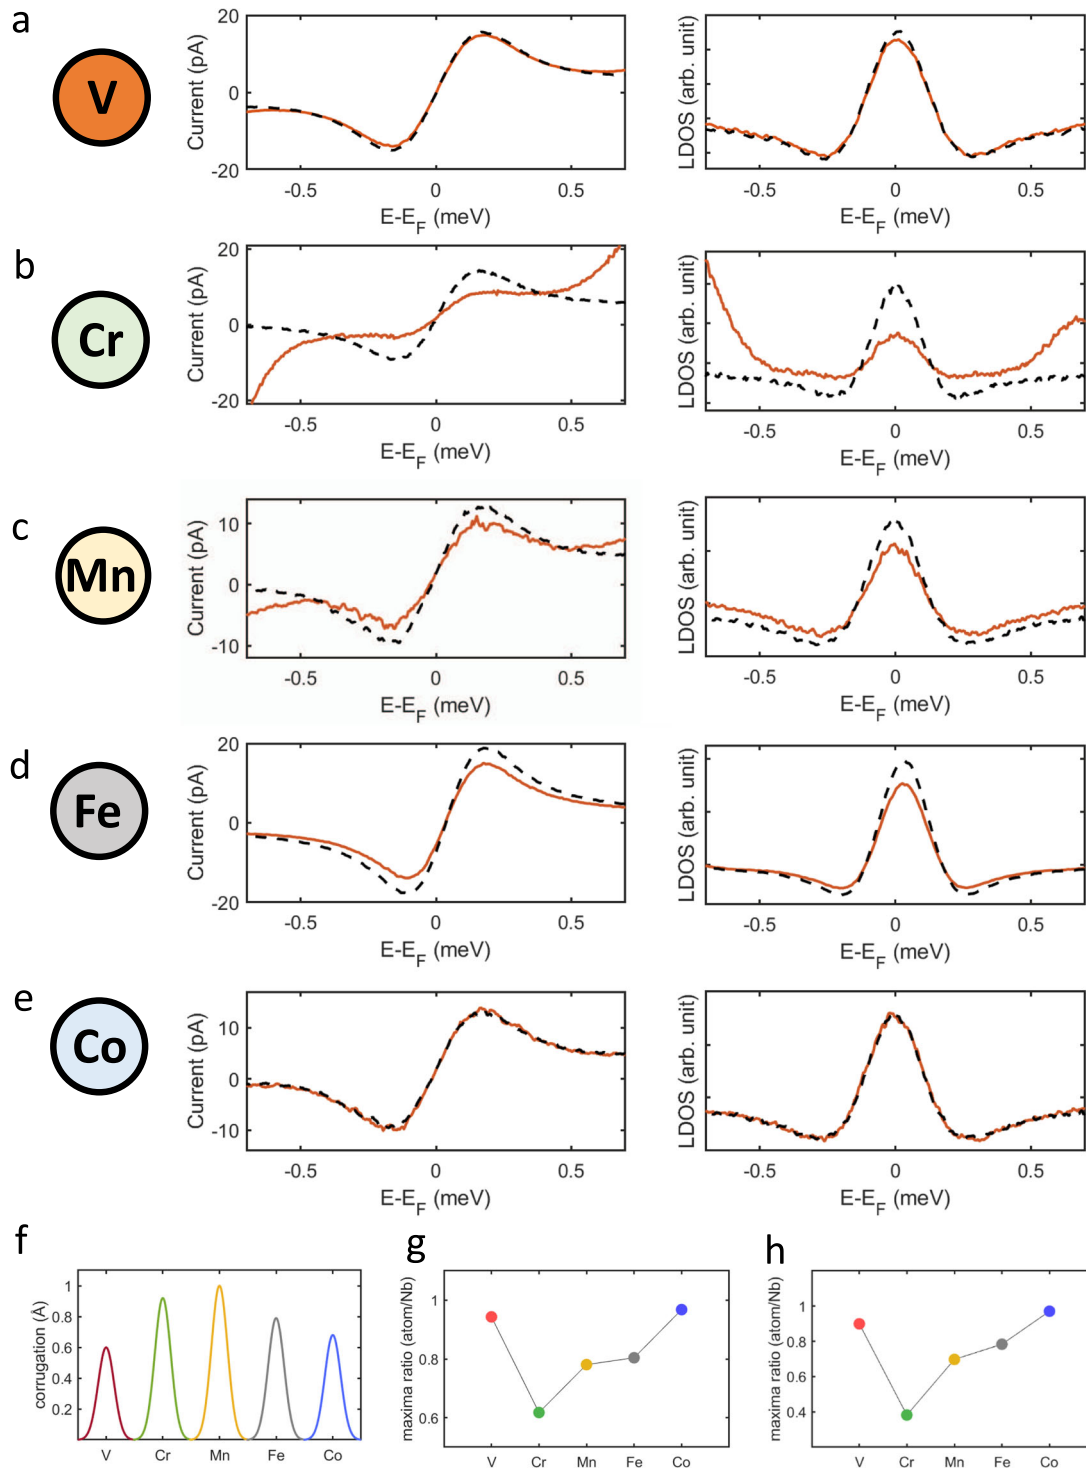 a
V
Current (pA)
20
0
-20
-0.5
0
0.5
E-EF (meV)
LDOS (arb. unit)
-0.5
0
0.5
E-EF (meV)
b
Cr
Current (pA)
20
0
-20
-0.5
0
0.5
E-EF (meV)
LDOS (arb. unit)
-0.5
0
0.5
E-EF (meV)
c
Mn
Current (pA)
10
0
-10
-0.5
0
0.5
E-EF (meV)
LDOS (arb. unit)
-0.5
0
0.5
E-EF (meV)
d
Fe
Current (pA)
20
0
-20
-0.5
0
0.5
E-EF (meV)
LDOS (arb. unit)
-0.5
0
0.5
E-EF (meV)
e
Co
Current (pA)
10
0
-10
-0.5
0
0.5
E-EF (meV)
LDOS (arb. unit)
-0.5
0
0.5
E-EF (meV)
f
corrugation (Å)
1
0.8
0.6
0.4
0.2
V Cr Mn Fe Co
g
maxima ratio (atom/Nb)
1
0.8
0.6
V Cr Mn Fe Co
h
maxima ratio (atom/Nb)
1
0.8
0.6
0.4
V Cr Mn Fe Co